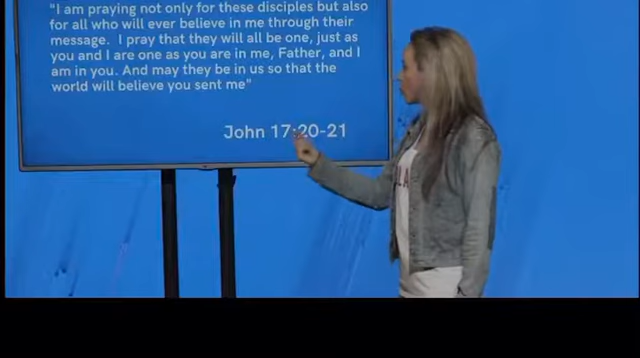 "I am praying not only for these disciples but also
for all who will ever believe in me through their
message. I pray that they will all be one, just as
you and I are one as you are in me, Father, and I
am in you. And may they be in us so that the
world will believe you sent me"
John 17:20-21